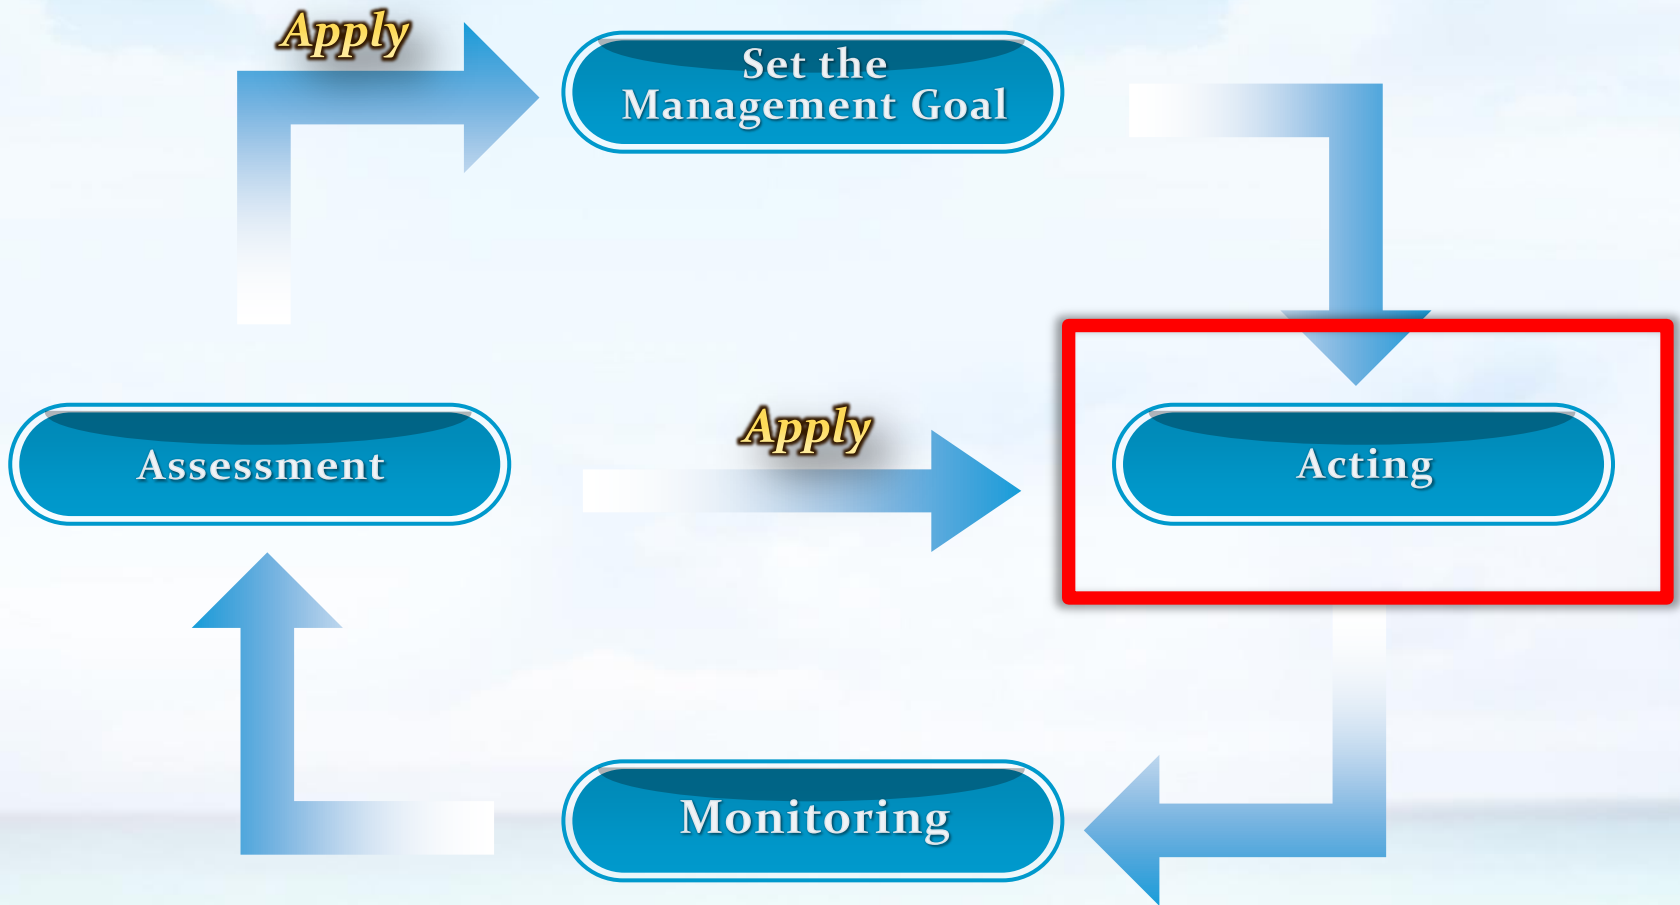 Apply
Set the
Management Goal
Apply
Assessment
Acting
Monitoring